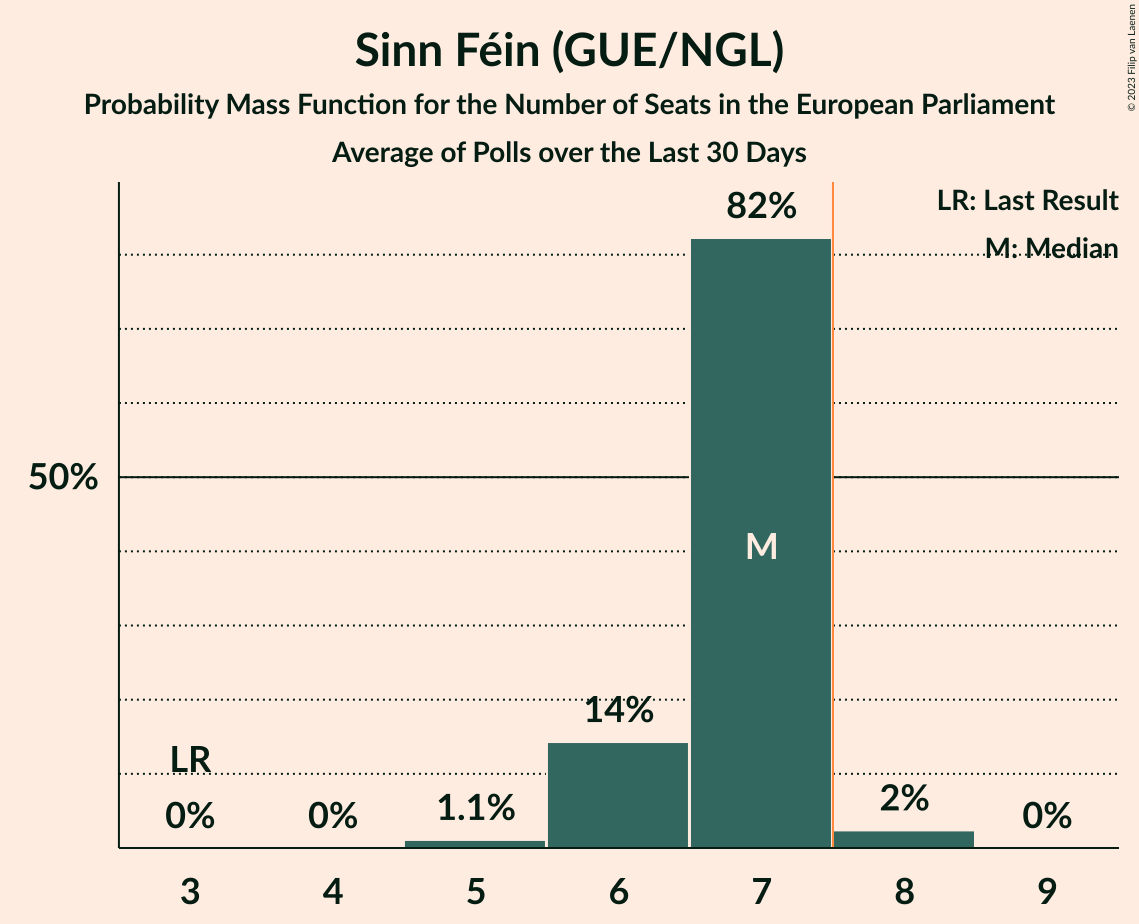 Sinn Féin (GUE/NGL)
Probability Mass Function for the Number of Seats in the European Parliament
Average of Polls over the Last 30 Days
© 2023 Filip van Laenen
LR: Last Result
M: Median
82%
50%
M
14%
LR
0%
0%
1.1%
2%
0%
3
4
5
6
7
8
9